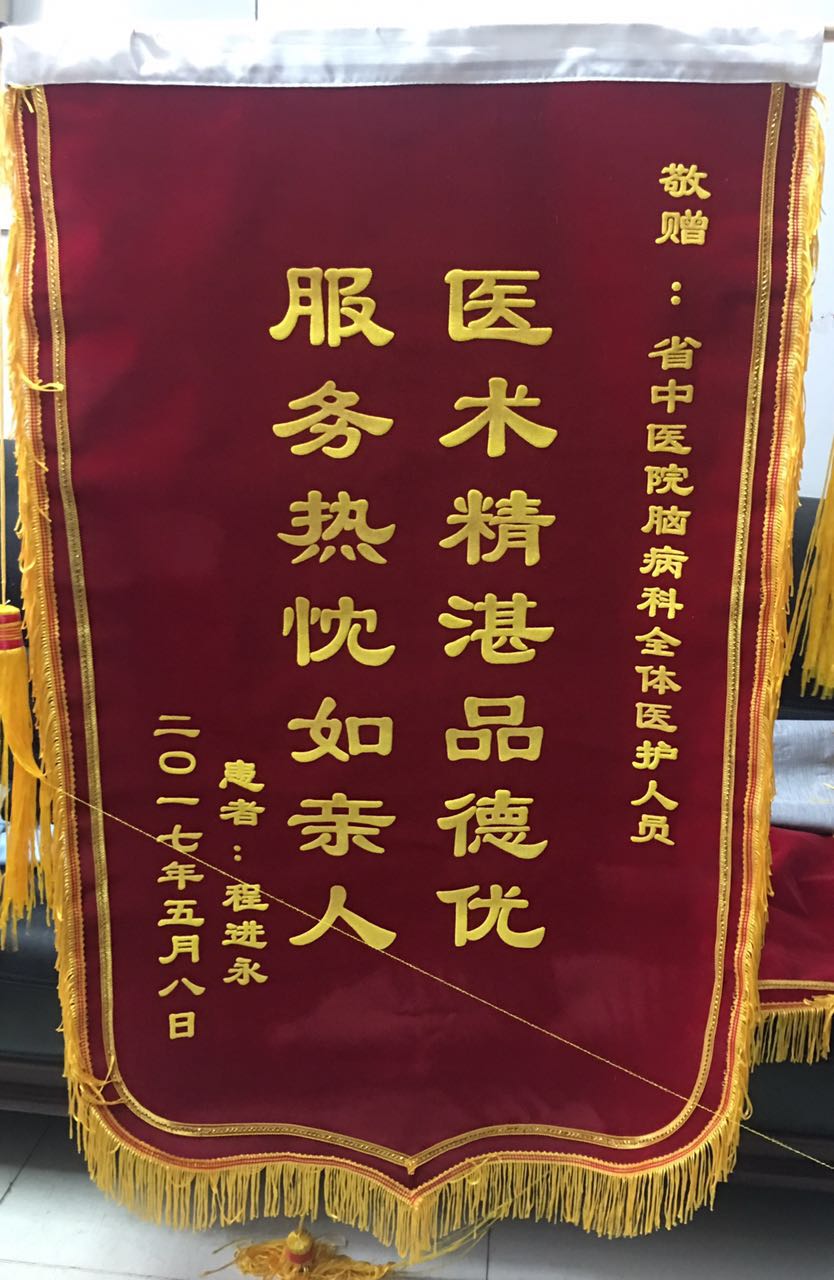 敬赠：省中医院脑病科全体医护人员
医术精湛品德优
服务热忱如亲人
患者：程进永
二〇一七年五月八日